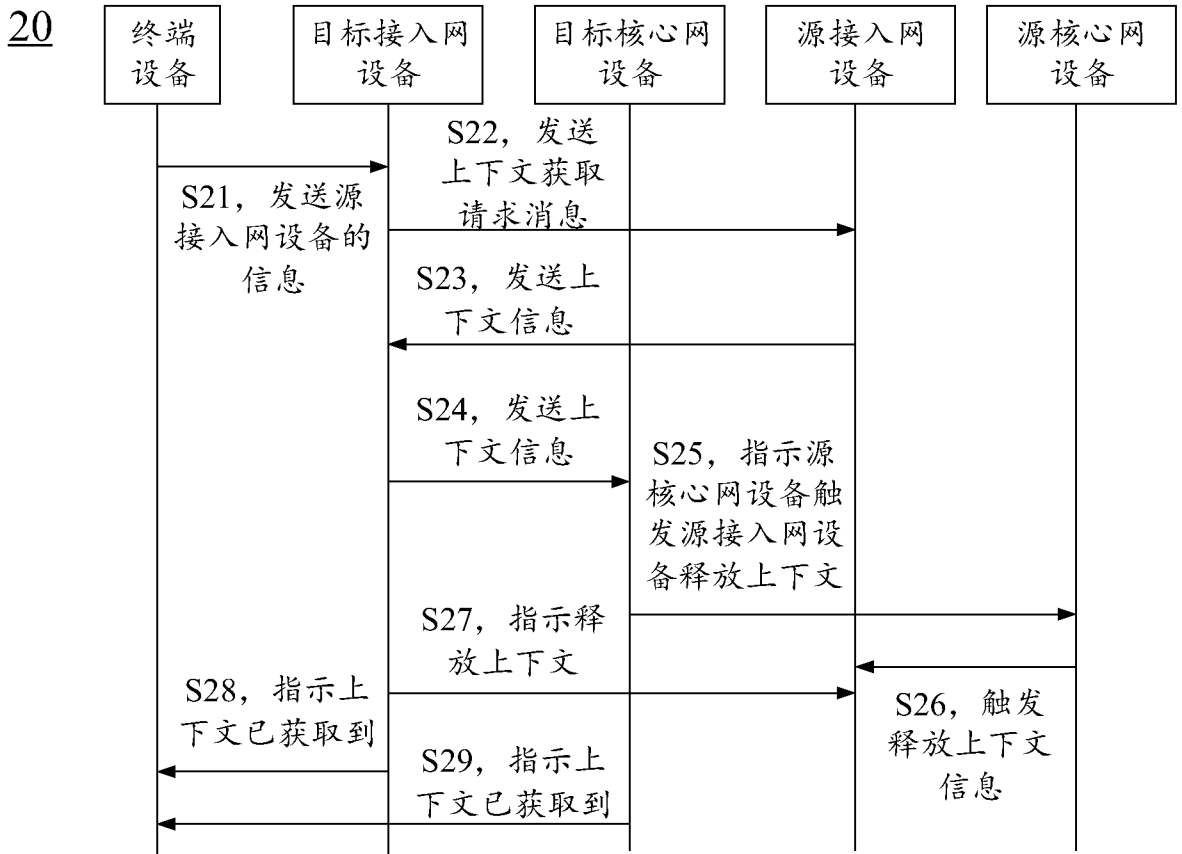 20
终端
设备
目标接入网
设备
目标核心网
设备
源接入网
设备
源核心网
设备
S21，发送源
接入网设备的
信息
S22，发送
上下文获取
请求消息
S23，发送上
下文信息
S24，发送上
下文信息
S25，指示源
核心网设备触
发源接入网设
备释放上下文
S26，触发
释放上下文
信息
S27，指示释
放上下文
S28，指示上
下文已获取到
S29，指示上
下文已获取到